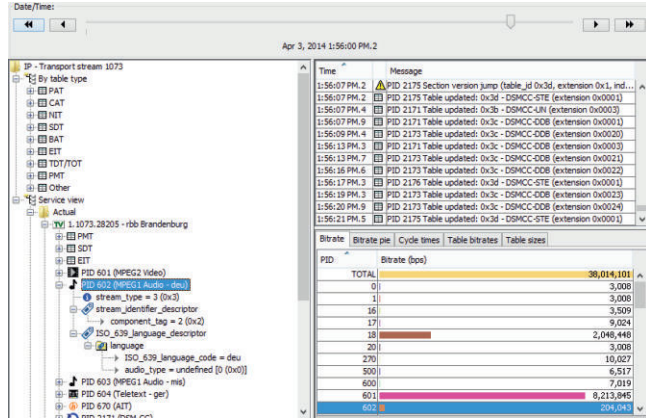 Date/Time:
Apr 3, 2014 1:56:00 PM.2
IP - Transport stream 1073
By table type
PAT
CAT
NIT
SDT
BAT
EIT
TDT/TOT
PMT
Other
Service view
Actual
TV 1.1073.28205 - rbb Brandenburg
PMT
SDT
EIT
PID 601 (MPEG2 Video)
PID 602 (MPEG1 Audio - deu)
stream_type = 3 (0x3)
stream_identifier_descriptor
component_tag = 2 (0x2)
ISO_639_language_descriptor
language
ISO_639_language_code = deu
audio_type = undefined [0 (0x0)]
PID 603 (MPEG1 Audio - mis)
PID 604 (Teletext - ger)
PID 670 (AIT)
PID 2171 (DSM-CC)
Time Message
1:56:07 PM.2 PID 2175 Section version jump (table_id 0x3d, extension 0x1, ind...
1:56:07 PM.2 PID 2175 Table updated: 0x3d - DSMCC-STE (extension 0x0001)
1:56:07 PM.4 PID 2171 Table updated: 0x3b - DSMCC-UN (extension 0x0003)
1:56:07 PM.9 PID 2171 Table updated: 0x3c - DSMCC-DDB (extension 0x0001)
1:56:09 PM.4 PID 2173 Table updated: 0x3c - DSMCC-DDB (extension 0x0020)
1:56:13 PM.3 PID 2171 Table updated: 0x3c - DSMCC-DDB (extension 0x0003)
1:56:13 PM.7 PID 2173 Table updated: 0x3c - DSMCC-DDB (extension 0x0021)
1:56:16 PM.6 PID 2173 Table updated: 0x3c - DSMCC-DDB (extension 0x0022)
1:56:17 PM.3 PID 2176 Table updated: 0x3d - DSMCC-STE (extension 0x0001)
1:56:19 PM.3 PID 2173 Table updated: 0x3c - DSMCC-DDB (extension 0x0023)
1:56:20 PM.9 PID 2173 Table updated: 0x3c - DSMCC-DDB (extension 0x0024)
1:56:21 PM.5 PID 2175 Table updated: 0x3d - DSMCC-STE (extension 0x0001)
Bitrate Bitrate pie Cycle times Table bitrates Table sizes
PID Bitrate (bps)
TOTAL 38,014,101
0 3,008
1 3,008
16 3,509
17 9,024
18 2,048,448
20 3,008
270 10,027
500 6,517
600 7,019
601 8,213,845
602 204,043